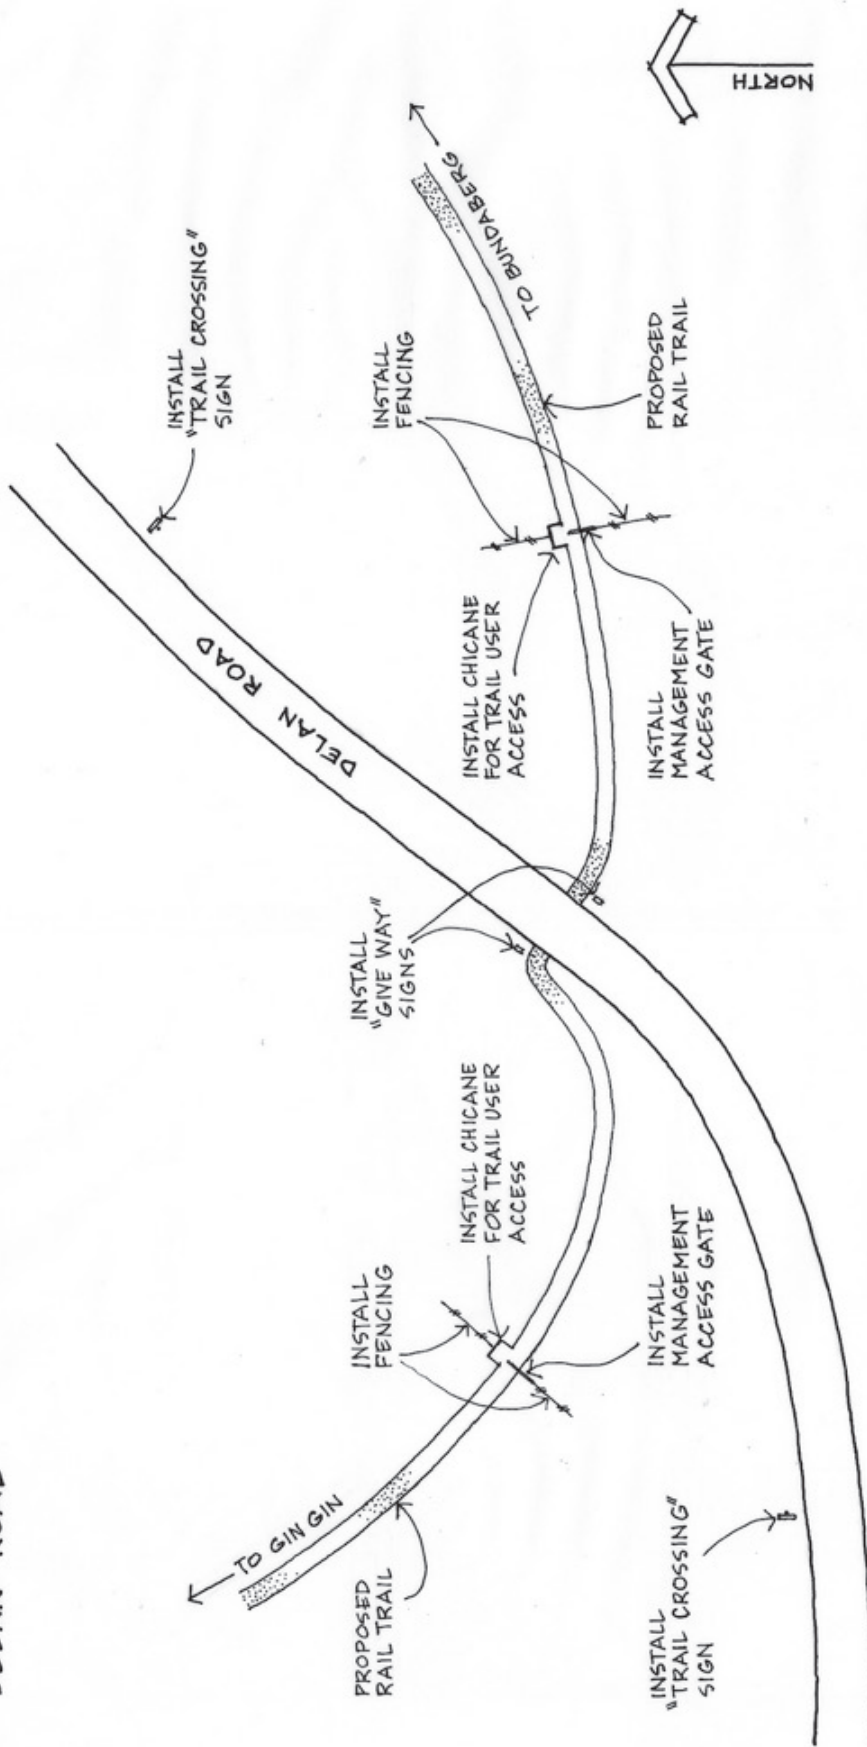 DELAN ROAD
INSTALL
"TRAIL CROSSING"
SIGN
DELAN ROAD
INSTALL
FENCING
TO BUNDABERG
PROPOSED
RAIL TRAIL
INSTALL CHICANE
FOR TRAIL USER
ACCESS
INSTALL
MANAGEMENT
ACCESS GATE
INSTALL
"GIVE WAY"
SIGNS
INSTALL
FENCING
INSTALL CHICANE
FOR TRAIL USER
ACCESS
INSTALL
MANAGEMENT
ACCESS GATE
TO GIN GIN
PROPOSED
RAIL TRAIL
INSTALL
"TRAIL CROSSING"
SIGN
NORTH